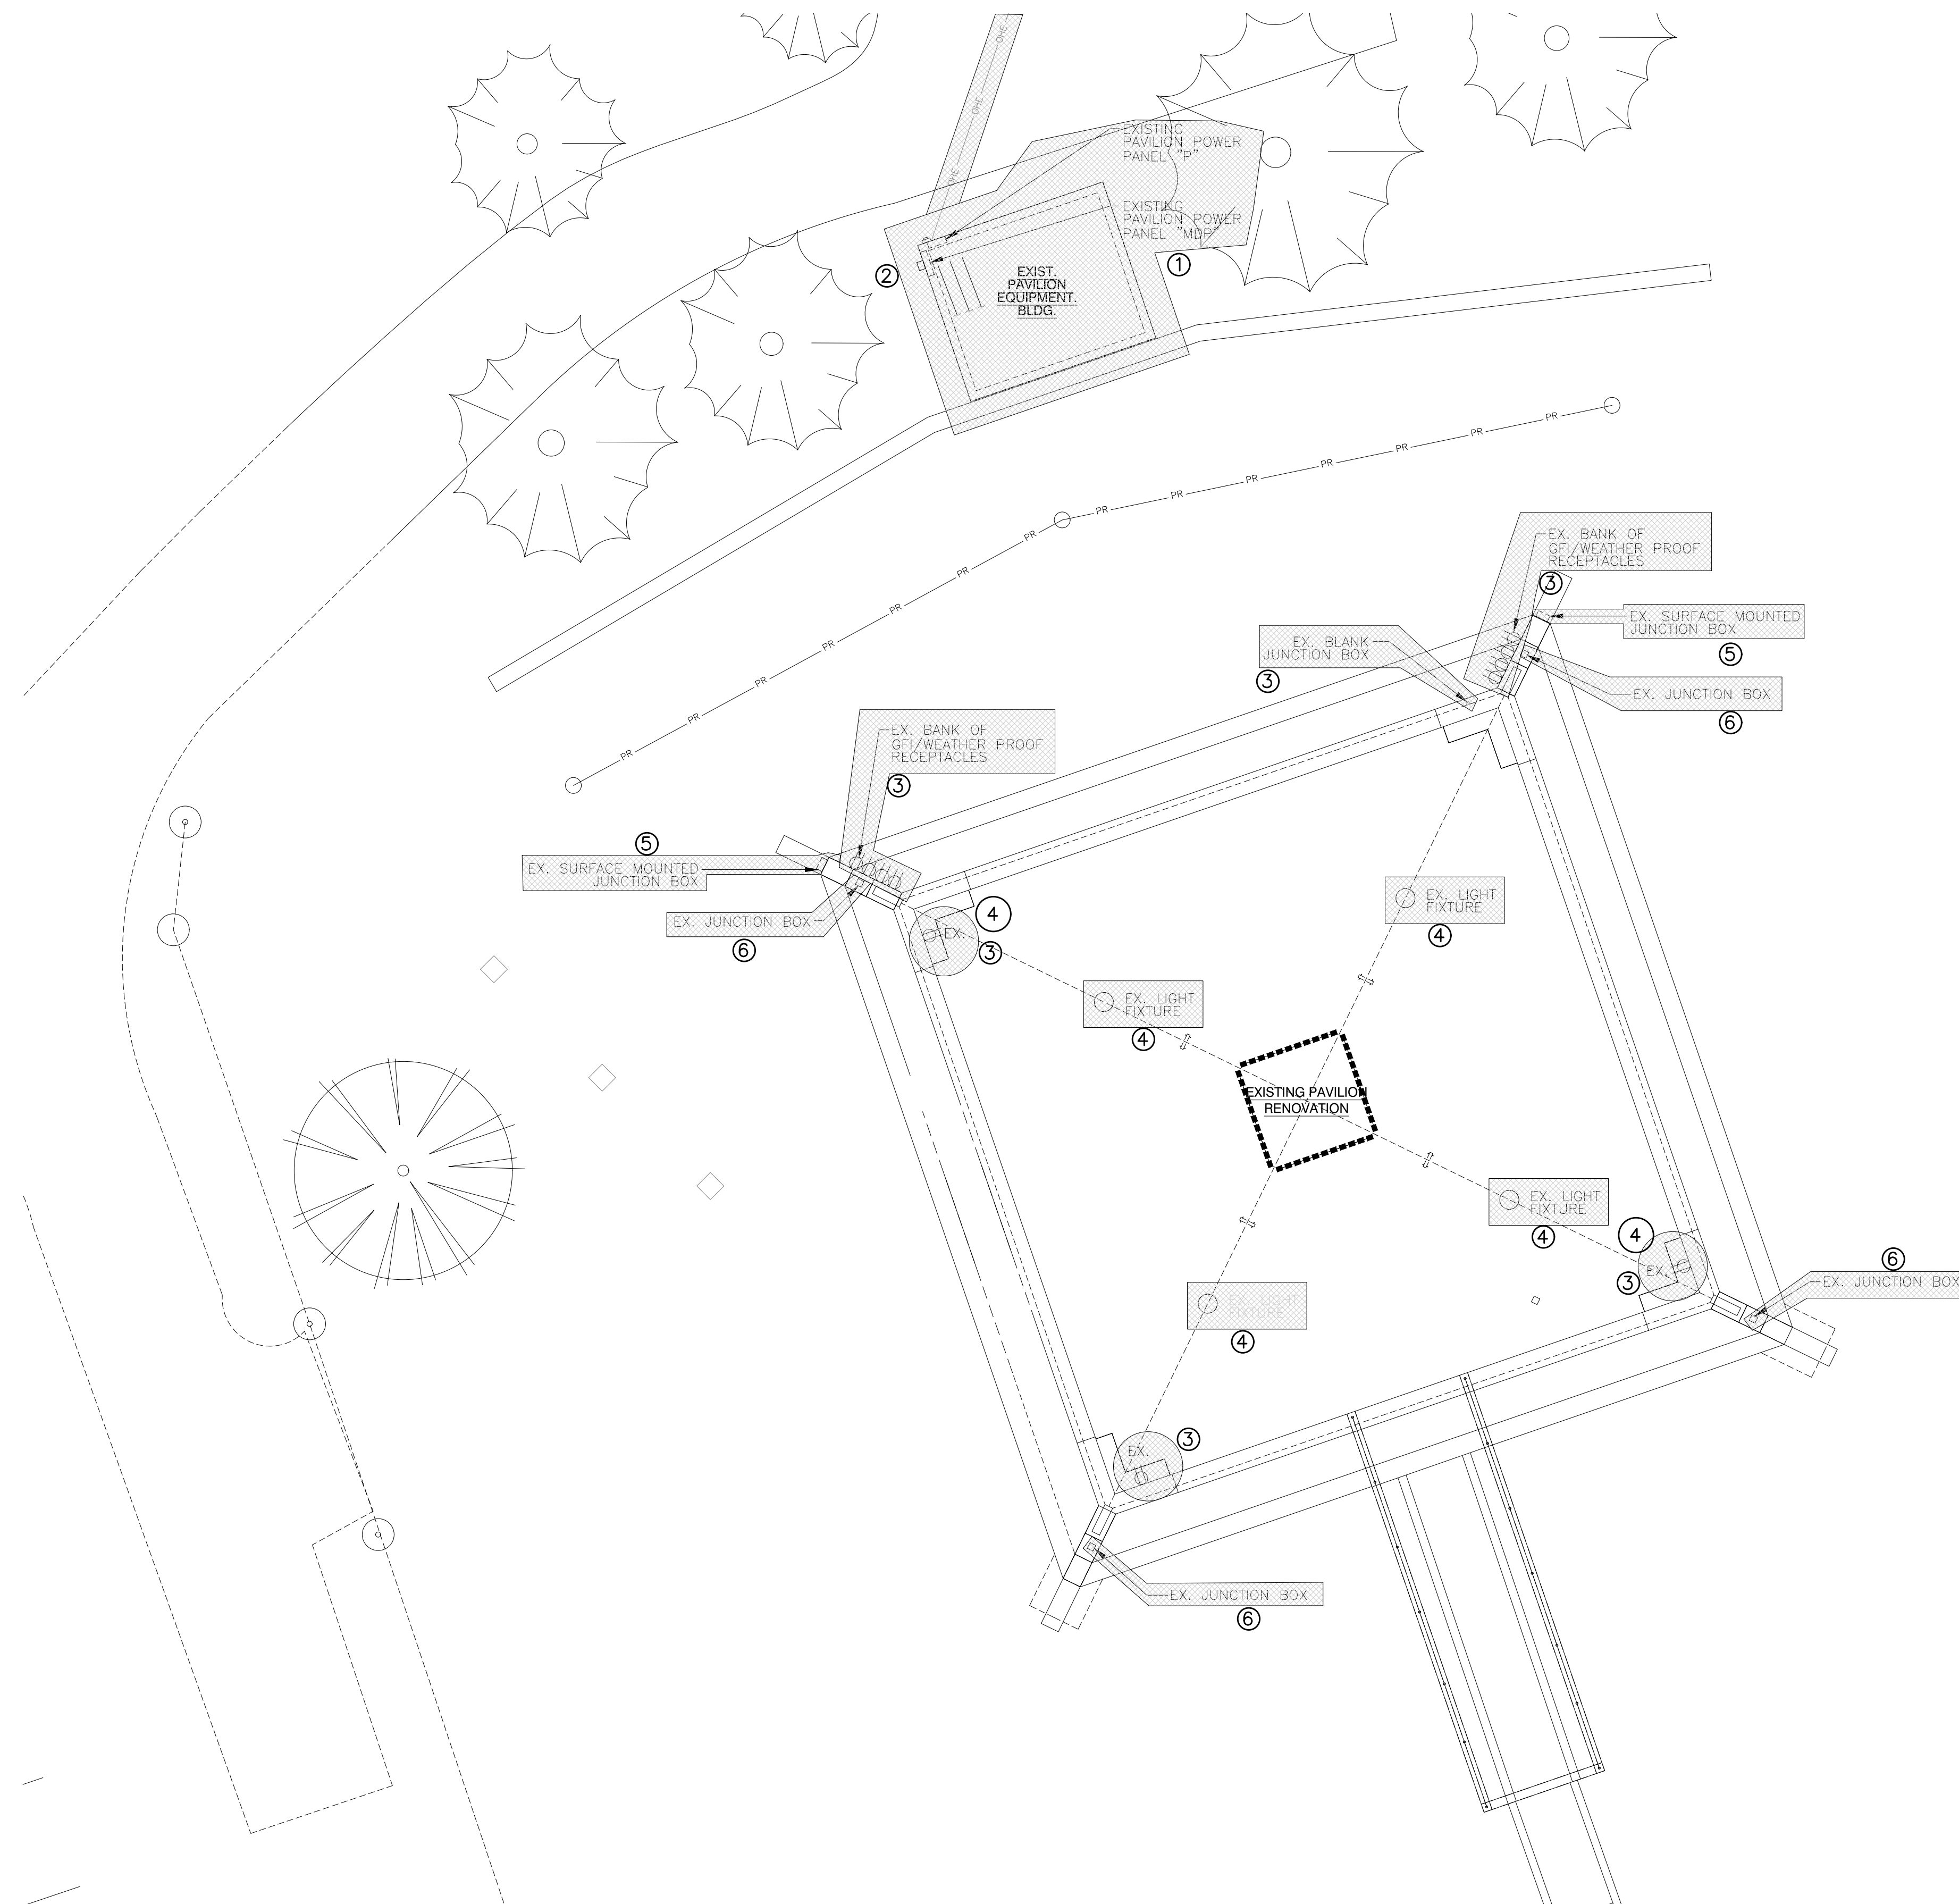 OHE
OHE
OHE
EXISTING
PAVILION POWER
PANEL "P"
EXISTING
PAVILION POWER
PANEL "MDP"
1
2
EXIST.
PAVILION
EQUIPMENT.
BLDG.
PR
PR
PR
PR
PR
PR
PR
PR
PR
PR
PR
PR
PR
PR
EX. BANK OF
GFI/WEATHER PROOF
RECEPTACLES
3
EX. SURFACE MOUNTED
JUNCTION BOX
5
EX. BLANK
JUNCTION BOX
3
EX. JUNCTION BOX
6
EX. BANK OF
GFI/WEATHER PROOF
RECEPTACLES
3
5
EX. SURFACE MOUNTED
JUNCTION BOX
EX. JUNCTION BOX
6
4
EX.
3
EX. LIGHT
FIXTURE
4
EX. LIGHT
FIXTURE
4
EXISTING PAVILION
RENOVATION
EX. LIGHT
FIXTURE
4
4
EX.
3
6
EX. JUNCTION BOX
EX. LIGHT
FIXTURE
4
EX.
3
EX. JUNCTION BOX
6